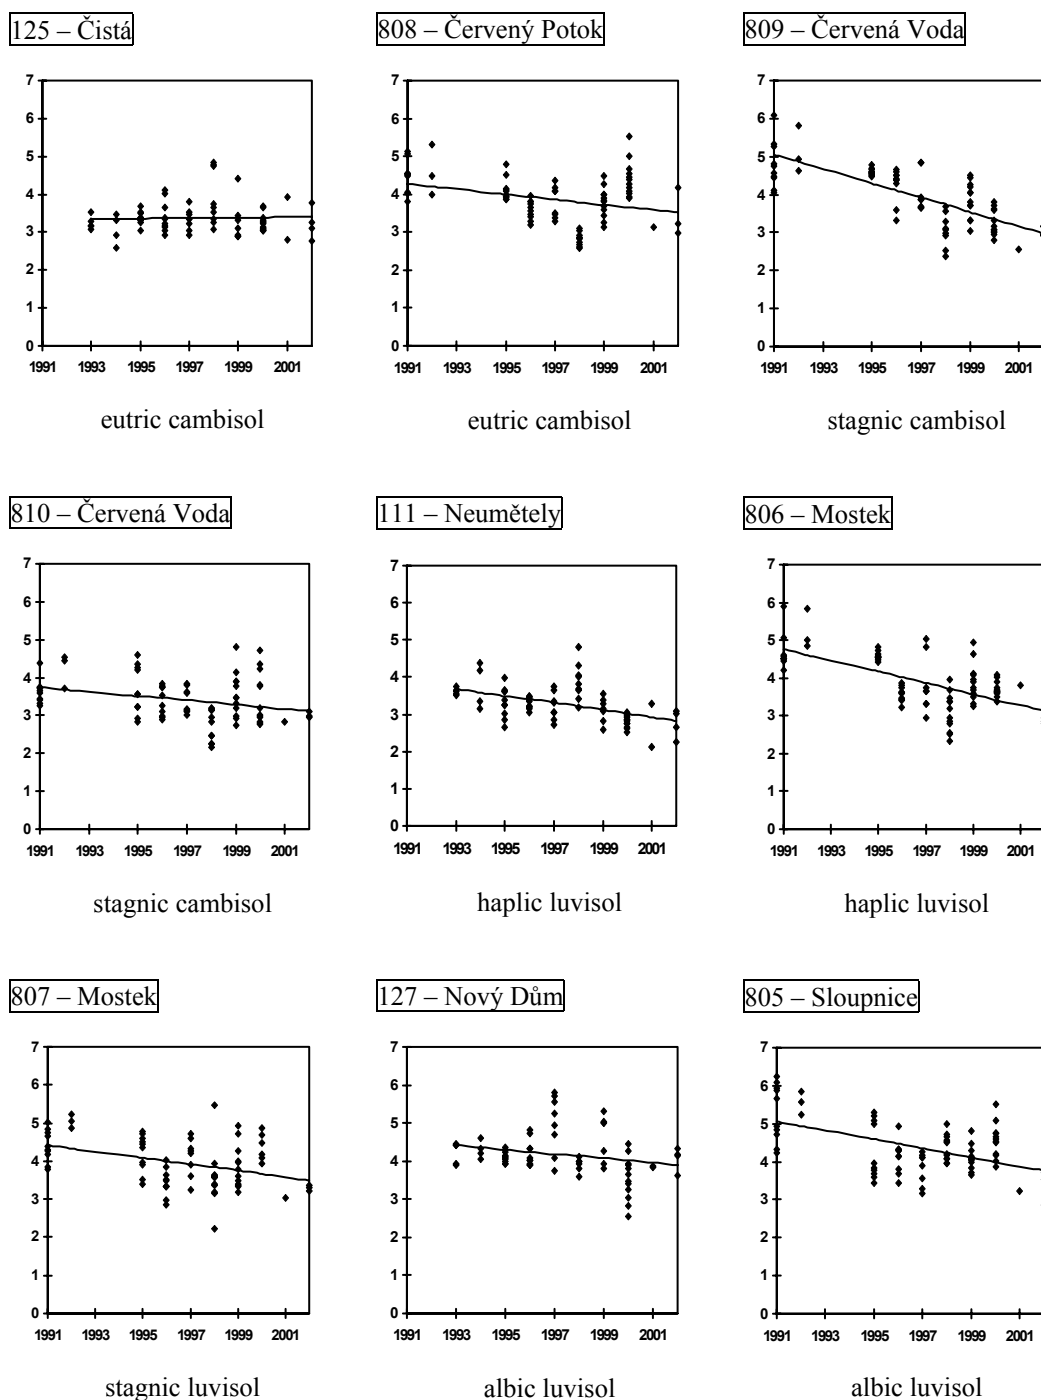 125 – Čistá
808 – Červený Potok
809 – Červená Voda
7
6
5
4
3
2
1
0
1991 1993 1995 1997 1999 2001
7
6
5
4
3
2
1
0
1991 1993 1995 1997 1999 2001
7
6
5
4
3
2
1
0
1991 1993 1995 1997 1999 2001
eutric cambisol
eutric cambisol
stagnic cambisol
810 – Červená Voda
111 – Neumětely
806 – Mostek
7
6
5
4
3
2
1
0
1991 1993 1995 1997 1999 2001
7
6
5
4
3
2
1
0
1991 1993 1995 1997 1999 2001
7
6
5
4
3
2
1
0
1991 1993 1995 1997 1999 2001
stagnic cambisol
haplic luvisol
haplic luvisol
807 – Mostek
127 – Nový Dům
805 – Sloupnice
7
6
5
4
3
2
1
0
1991 1993 1995 1997 1999 2001
7
6
5
4
3
2
1
0
1991 1993 1995 1997 1999 2001
7
6
5
4
3
2
1
0
1991 1993 1995 1997 1999 2001
stagnic luvisol
albic luvisol
albic luvisol